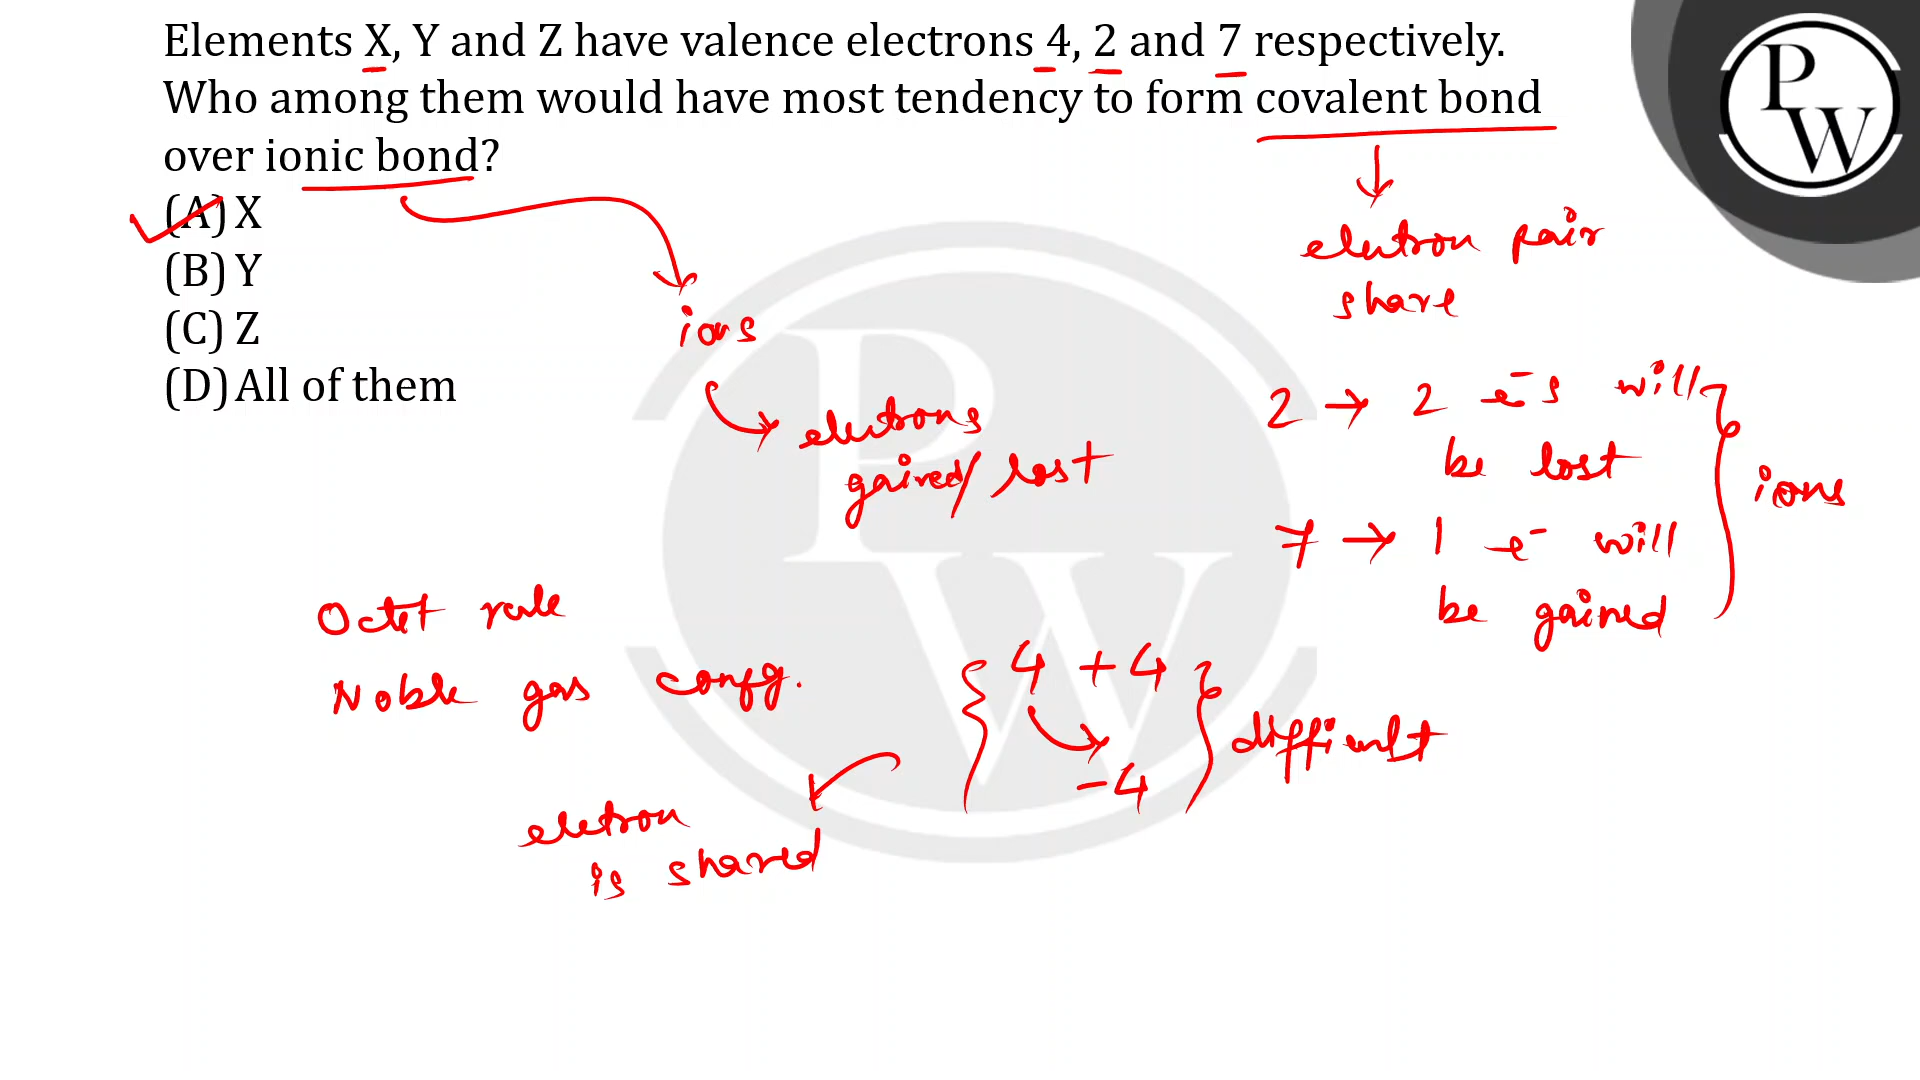 Elements X, Y and Z have valence electrons 4, 2 and 7 respectively.
Who among them would have most tendency to form covalent bond
over ionic bond?
(A) X
(B) Y
(C) Z
(D) All of them
P
W
electron pair
share
ions
electrons
gained/lost
2 → 2 e⁻s will
be lost
7 → 1 e⁻ will
be gained
ions
Octet rule
Noble gas config.
4 + 4
-4
difficult
eletron
is shared
P
W